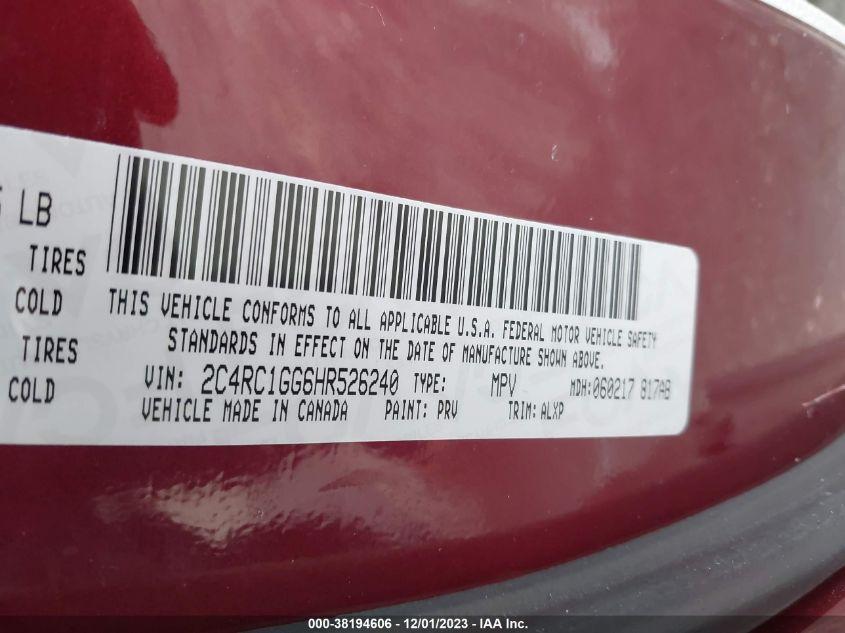 LB
TIRES
COLD
TIRES
COLD
THIS VEHICLE CONFORMS TO ALL APPLICABLE U.S.A. FEDERAL MOTOR VEHICLE SAFETY
STANDARDS IN EFFECT ON THE DATE OF MANUFACTURE SHOWN ABOVE.
VIN: 2C4RC1GG6HR526240 TYPE: MPV MDH:060217 817AB
VEHICLE MADE IN CANADA PAINT: PRV TRIM: ALXP
000-38194606 - 12/01/2023 - IAA Inc.